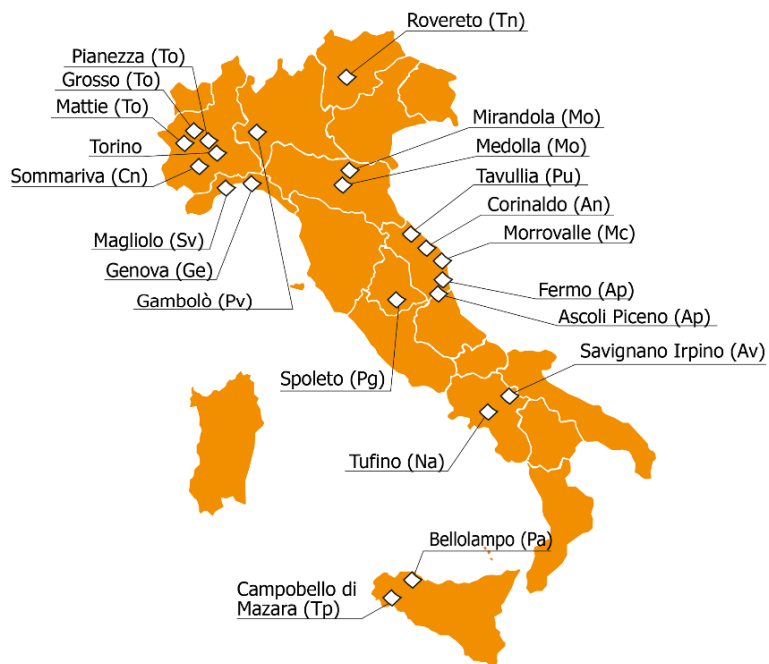 Rovereto (Tn)
Pianezza (To)
Grosso (To)
Mattie (To)
Torino
Sommariva (Cn)
Magliolo (Sv)
Genova (Ge)
Gambolò (Pv)
Mirandola (Mo)
Medolla (Mo)
Tavullia (Pu)
Corinaldo (An)
Morrovalle (Mc)
Fermo (Ap)
Ascoli Piceno (Ap)
Savignano Irpino (Av)
Spoleto (Pg)
Tufino (Na)
Bellolampo (Pa)
Campobello di
Mazara (Tp)